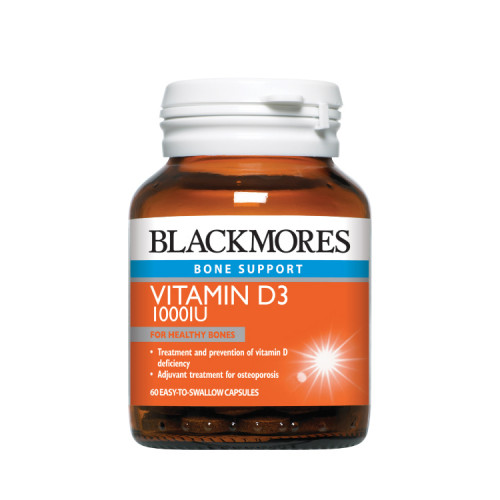 BLACKMORES
BONE SUPPORT
VITAMIN D3
1000IU
FOR HEALTHY BONES
• Treatment and prevention of vitamin D
deficiency
• Adjuvant treatment for osteoporosis
60 EASY-TO-SWALLOW CAPSULES